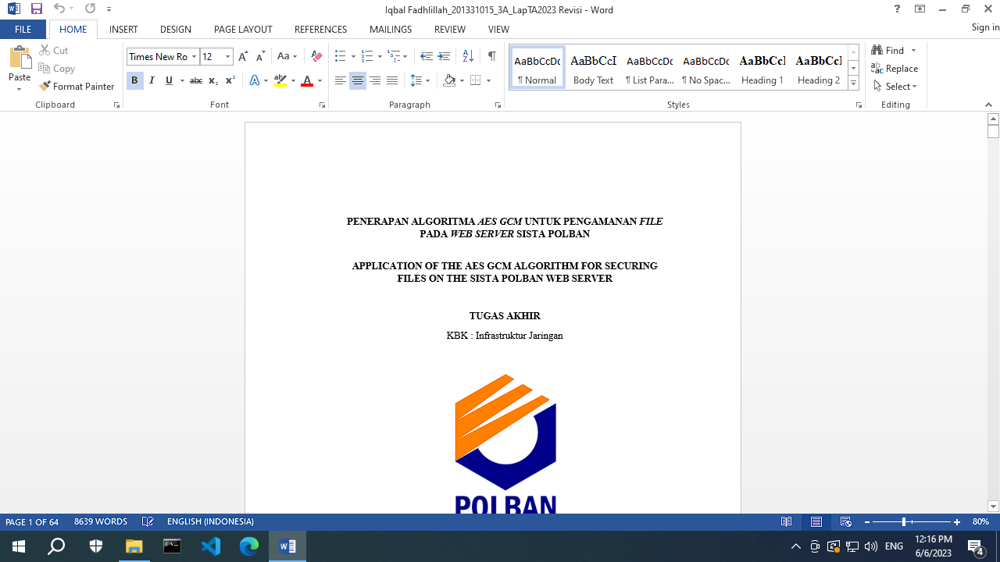 Iqbal Fadhlillah_201331015_3A_LapTA2023 Revisi - Word
FILE HOME INSERT DESIGN PAGE LAYOUT REFERENCES MAILINGS REVIEW VIEW Sign in
Paste
Cut
Copy
Format Painter
Clipboard
Times New Ro 12
Font
Paragraph
AaBbCcDc AaBbCcI AaBbCcDc AaBbCcDc AaBbCcI AaBbCcI
¶ Normal Body Text ¶ List Para... ¶ No Spac... Heading 1 Heading 2
Styles
Find
Replace
Select
Editing
PENERAPAN ALGORITMA AES GCM UNTUK PENGAMANAN FILE
PADA WEB SERVER SISTA POLBAN
APPLICATION OF THE AES GCM ALGORITHM FOR SECURING
FILES ON THE SISTA POLBAN WEB SERVER
TUGAS AKHIR
KBK : Infrastruktur Jaringan
POLBAN
PAGE 1 OF 64 8639 WORDS ENGLISH (INDONESIA) 80%
ENG
12:16 PM
6/6/2023
4